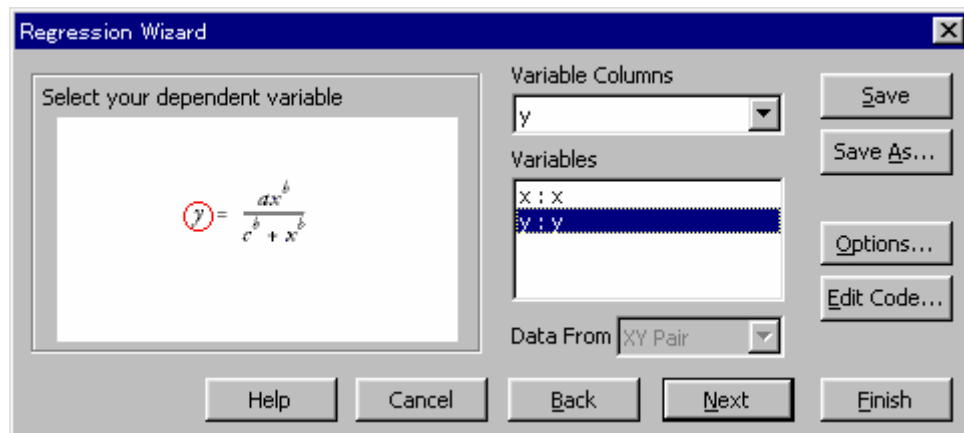 Regression Wizard
Select your dependent variable
y = ax^b / c^b + x^b
Variable Columns
y
Variables
x : x
y : y
Data From XY Pair
Save
Save As...
Options...
Edit Code...
Help
Cancel
Back
Next
Finish